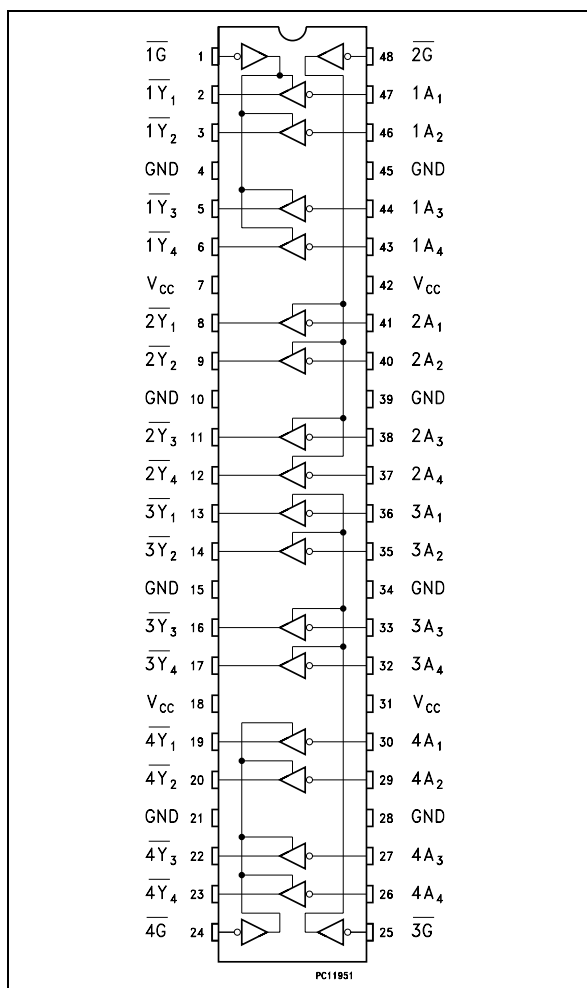 1G 1 48 2G
1Y1 2 47 1A1
1Y2 3 46 1A2
GND 4 45 GND
1Y3 5 44 1A3
1Y4 6 43 1A4
VCC 7 42 VCC
2Y1 8 41 2A1
2Y2 9 40 2A2
GND 10 39 GND
2Y3 11 38 2A3
2Y4 12 37 2A4
3Y1 13 36 3A1
3Y2 14 35 3A2
GND 15 34 GND
3Y3 16 33 3A3
3Y4 17 32 3A4
VCC 18 31 VCC
4Y1 19 30 4A1
4Y2 20 29 4A2
GND 21 28 GND
4Y3 22 27 4A3
4Y4 23 26 4A4
4G 24 25 3G
PC11951